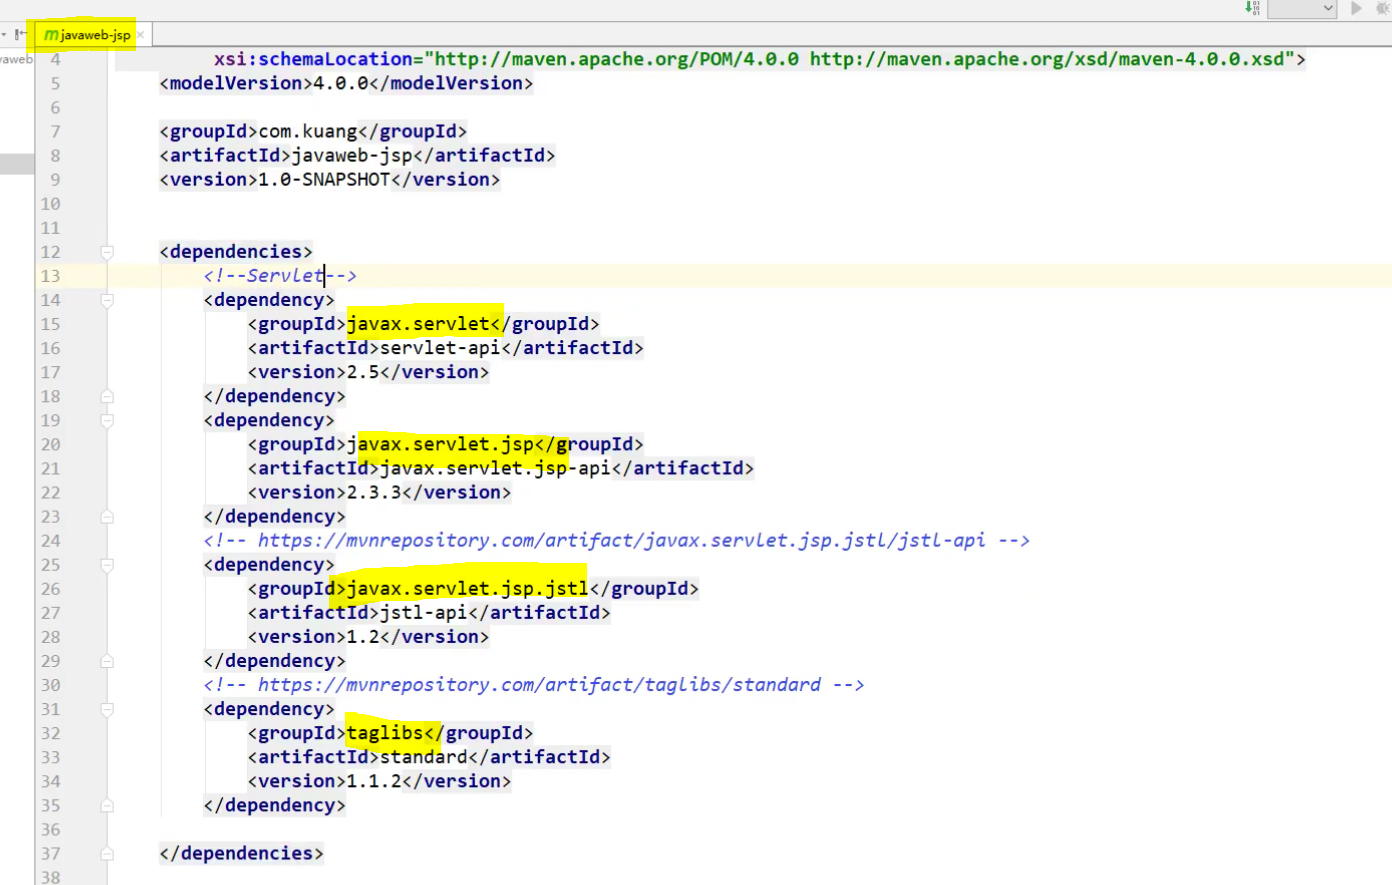 javaweb-jsp
vaweb
4 xsi:schemaLocation="http://maven.apache.org/POM/4.0.0 http://maven.apache.org/xsd/maven-4.0.0.xsd">
5 <modelVersion>4.0.0</modelVersion>
6
7 <groupId>com.kuang</groupId>
8 <artifactId>javaweb-jsp</artifactId>
9 <version>1.0-SNAPSHOT</version>
10
11
12 <dependencies>
13 <!--Servlet-->
14 <dependency>
15 <groupId>javax.servlet</groupId>
16 <artifactId>servlet-api</artifactId>
17 <version>2.5</version>
18 </dependency>
19 <dependency>
20 <groupId>javax.servlet.jsp</groupId>
21 <artifactId>javax.servlet.jsp-api</artifactId>
22 <version>2.3.3</version>
23 </dependency>
24 <!-- https://mvnrepository.com/artifact/javax.servlet.jsp.jstl/jstl-api -->
25 <dependency>
26 <groupId>javax.servlet.jsp.jstl</groupId>
27 <artifactId>jstl-api</artifactId>
28 <version>1.2</version>
29 </dependency>
30 <!-- https://mvnrepository.com/artifact/taglibs/standard -->
31 <dependency>
32 <groupId>taglibs</groupId>
33 <artifactId>standard</artifactId>
34 <version>1.1.2</version>
35 </dependency>
36
37 </dependencies>
38